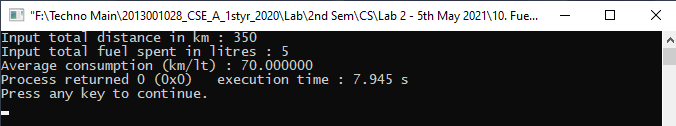 "F:\Techno Main\2013001028_CSE_A_1styr_2020\Lab\2nd Sem\CS\Lab 2 - 5th May 2021\10. Fue...
Input total distance in km : 350
Input total fuel spent in litres : 5
Average consumption (km/lt) : 70.000000
Process returned 0 (0x0)   execution time : 7.945 s
Press any key to continue.